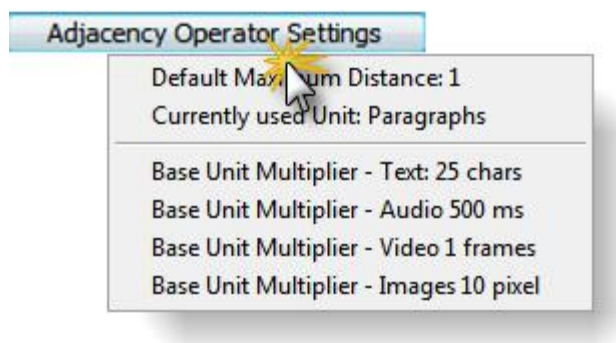 Adjacency Operator Settings
Default Maximum Distance: 1
Currently used Unit: Paragraphs
Base Unit Multiplier - Text: 25 chars
Base Unit Multiplier - Audio 500 ms
Base Unit Multiplier - Video 1 frames
Base Unit Multiplier - Images 10 pixel